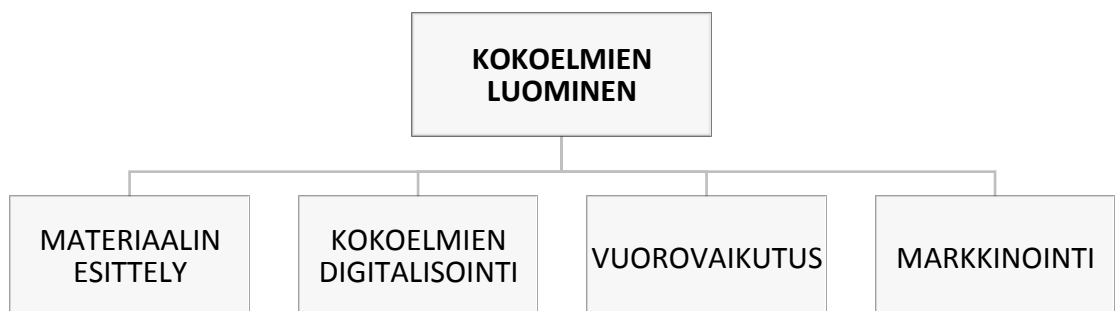 KOKOELMIEN
LUOMINEN
MATERIAALIN
ESITTELY
KOKOELMIEN
DIGITALISOINTI
VUOROVAIKUTUS
MARKKINOINTI